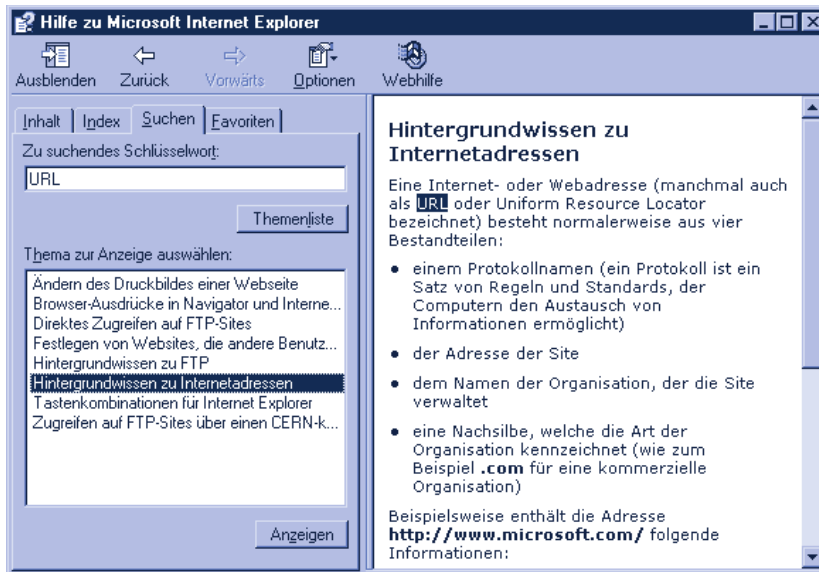 Hilfe zu Microsoft Internet Explorer
Ausblenden Zurück Vorwärts Optionen Webhilfe
Inhalt Index Suchen Favoriten
Zu suchendes Schlüsselwort:
URL
Themenliste
Thema zur Anzeige auswählen:
Ändern des Druckbildes einer Webseite
Browser-Ausdrücke in Navigator und Interne...
Direktes Zugreifen auf FTP-Sites
Festlegen von Websites, die andere Benutz...
Hintergrundwissen zu FTP
Hintergrundwissen zu Internetadressen
Tastenkombinationen für Internet Explorer
Zugreifen auf FTP-Sites über einen CERN-k...
Anzeigen
Hintergrundwissen zu
Internetadressen
Eine Internet- oder Webadresse (manchmal auch
als URL oder Uniform Resource Locator
bezeichnet) besteht normalerweise aus vier
Bestandteilen:
• einem Protokollnamen (ein Protokoll ist ein
Satz von Regeln und Standards, der
Computern den Austausch von
Informationen ermöglicht)
• der Adresse der Site
• dem Namen der Organisation, der die Site
verwaltet
• eine Nachsilbe, welche die Art der
Organisation kennzeichnet (wie zum
Beispiel .com für eine kommerzielle
Organisation)
Beispielsweise enthält die Adresse
http://www.microsoft.com/ folgende
Informationen: